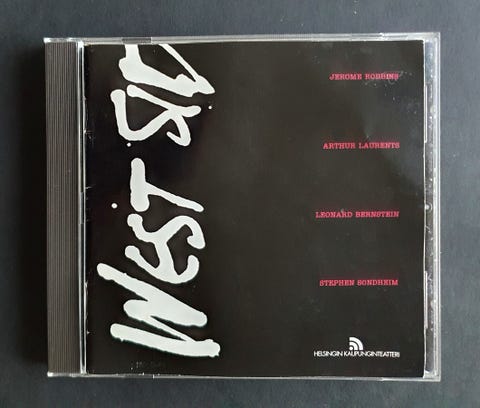 WEST SID
JEROME ROBBINS
ARTHUR LAURENTS
LEONARD BERNSTEIN
STEPHEN SONDHEIM
HELSINGIN KAUPUNGINTEATTERI